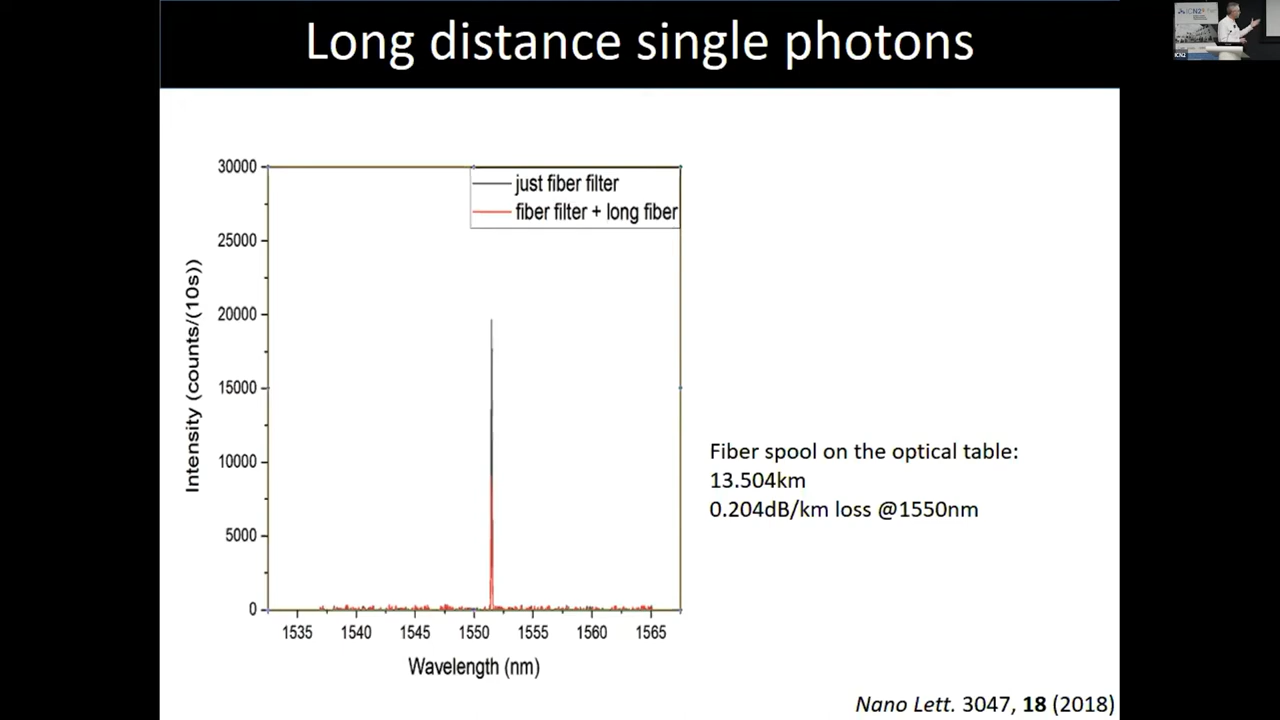 Long distance single photons
ICN2
30000
25000
20000
15000
10000
5000
0
Intensity (counts/(10s))
just fiber filter
fiber filter + long fiber
1535 1540 1545 1550 1555 1560 1565
Wavelength (nm)
Fiber spool on the optical table:
13.504km
0.204dB/km loss @1550nm
Nano Lett. 3047, 18 (2018)